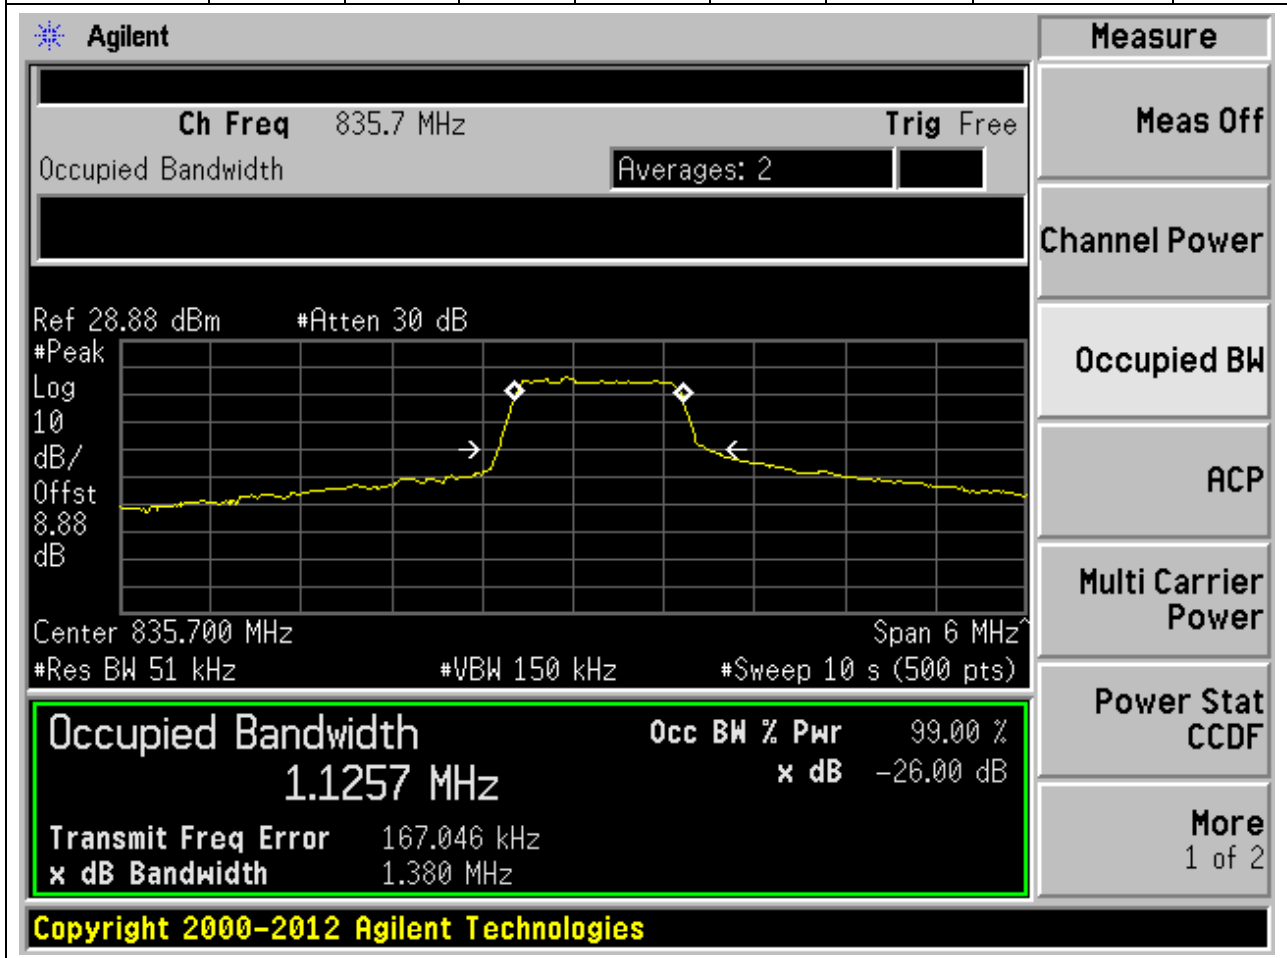 Agilent
Measure
Ch Freq 835.7 MHz Trig Free
Meas Off
Occupied Bandwidth Averages: 2
Channel Power
Ref 28.88 dBm #Atten 30 dB
#Peak
Log
10
dB/
Offst
8.88
dB
Occupied BW
ACP
Multi Carrier
Power
Center 835.700 MHz Span 6 MHz^
#Res BW 51 kHz #VBW 150 kHz #Sweep 10 s (500 pts)
Power Stat
CCDF
Occupied Bandwidth Occ BW % Pwr 99.00 %
1.1257 MHz x dB -26.00 dB
Transmit Freq Error 167.046 kHz
x dB Bandwidth 1.380 MHz
More
1 of 2
Copyright 2000-2012 Agilent Technologies